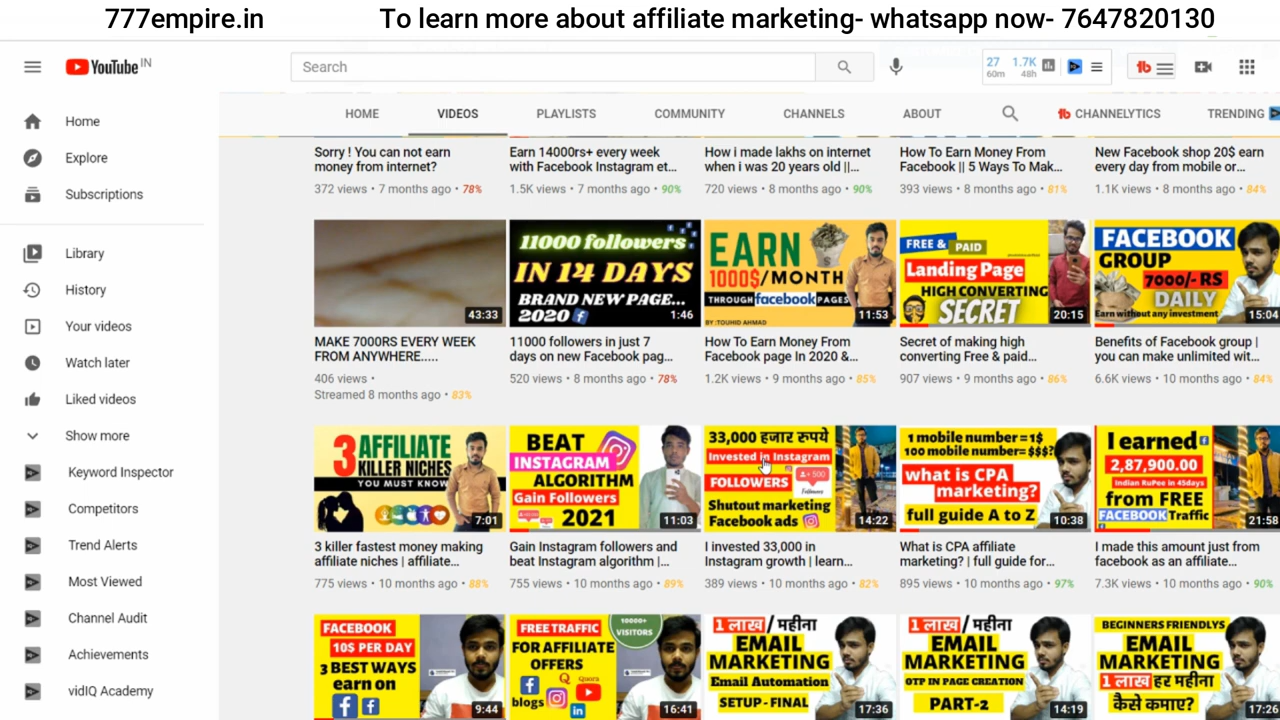 777empire.in To learn more about affiliate marketing- whatsapp now- 7647820130
YouTube IN
Search
27 1.7K
60m 48h
HOME VIDEOS PLAYLISTS COMMUNITY CHANNELS ABOUT CHANNELYTICS TRENDING
Home
Explore
Subscriptions
Library
History
Your videos
Watch later
Liked videos
Show more
Keyword Inspector
Competitors
Trend Alerts
Most Viewed
Channel Audit
Achievements
vidIQ Academy
Sorry ! You can not earn
money from internet?
372 views • 7 months ago • 78%
Earn 14000rs+ every week
with Facebook Instagram et...
1.5K views • 7 months ago • 90%
How i made lakhs on internet
when i was 20 years old ||...
720 views • 8 months ago • 90%
How To Earn Money From
Facebook || 5 Ways To Mak...
393 views • 8 months ago • 81%
New Facebook shop 20$ earn
every day from mobile or...
1.1K views • 8 months ago • 84%
43:33
MAKE 7000RS EVERY WEEK
FROM ANYWHERE.....
406 views •
Streamed 8 months ago • 83%
11000 followers
IN 14 DAYS
BRAND NEW PAGE...
2020
1:46
11000 followers in just 7
days on new Facebook pag...
520 views • 8 months ago • 78%
EARN
1000$/MONTH
THROUGH facebook PAGES
BY :TOUHID AHMAD
11:53
How To Earn Money From
Facebook page In 2020 &...
1.2K views • 9 months ago • 85%
FREE & PAID
Landing Page
HIGH CONVERTING
SECRET
20:15
Secret of making high
converting Free & paid...
907 views • 9 months ago • 86%
FACEBOOK
GROUP
7000/- RS
DAILY
Earn without any investment
15:04
Benefits of Facebook group |
you can make unlimited wit...
6.6K views • 10 months ago • 84%
3 AFFILIATE
KILLER NICHES
YOU MUST KNOW
7:01
3 killer fastest money making
affiliate niches | affiliate...
775 views • 10 months ago • 88%
BEAT
INSTAGRAM
ALGORITHM
Gain Followers
2021
11:03
Gain Instagram followers and
beat Instagram algorithm |...
755 views • 10 months ago • 89%
33,000 हजार रुपये
Invested in Instagram
FOLLOWERS
+500
Followers
Shutout marketing
Facebook ads
14:22
I invested 33,000 in
Instagram growth | learn...
389 views • 10 months ago • 82%
1 mobile number=1$
100 mobile number= $$$?
what is CPA
marketing?
full guide A to Z
10:38
What is CPA affiliate
marketing? | full guide for...
895 views • 10 months ago • 97%
I earned
2,87,900.00
Indian RuPee in 45days
from FREE
FACEBOOK Traffic
21:58
I made this amount just from
facebook as an affiliate...
7.3K views • 10 months ago • 90%
FACEBOOK
10$ PER DAY
3 BEST WAYS
earn on
9:44
FREE TRAFFIC
10000+
VISITORS
FOR AFFILIATE
OFFERS
Quora
blogs
16:41
1 लाख / महीना
EMAIL
MARKETING
Email Automation
SETUP - FINAL
17:36
1 लाख / महीना
EMAIL
MARKETING
OTP IN PAGE CREATION
PART-2
14:19
BEGINNERS FRIENDLYS
EMAIL
MARKETING
1 लाख हर महीना
कैसे कमाए?
17:26